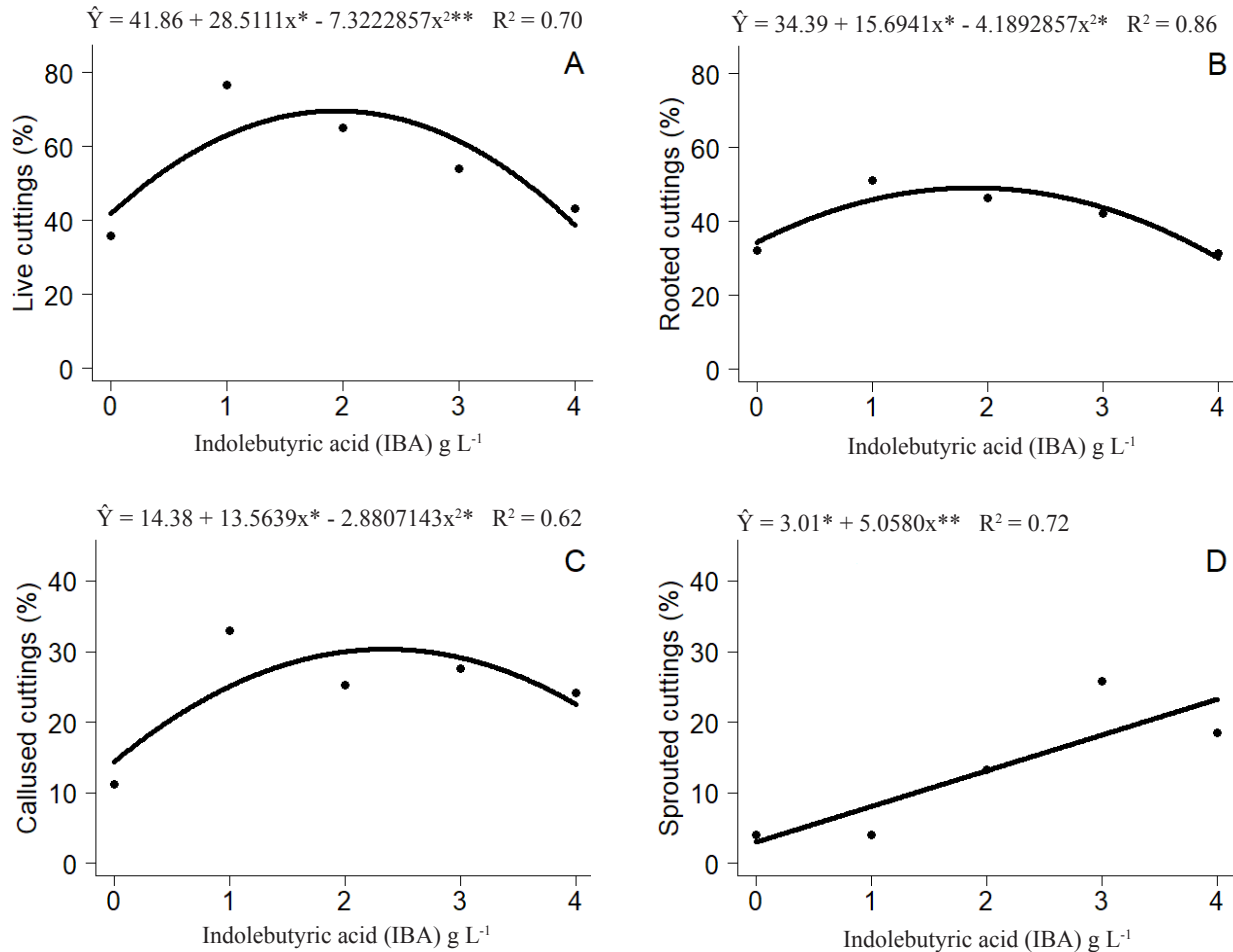 Ŷ = 41.86 + 28.5111x* - 7.3222857x²** R² = 0.70
A
Live cuttings (%)
80
60
40
20
0
0 1 2 3 4
Indolebutyric acid (IBA) g L⁻¹
Ŷ = 34.39 + 15.6941x* - 4.1892857x²* R² = 0.86
B
Rooted cuttings (%)
80
60
40
20
0
0 1 2 3 4
Indolebutyric acid (IBA) g L⁻¹
Ŷ = 14.38 + 13.5639x* - 2.8807143x²* R² = 0.62
C
Callused cuttings (%)
40
30
20
10
0
0 1 2 3 4
Indolebutyric acid (IBA) g L⁻¹
Ŷ = 3.01* + 5.0580x** R² = 0.72
D
Sprouted cuttings (%)
40
30
20
10
0
0 1 2 3 4
Indolebutyric acid (IBA) g L⁻¹